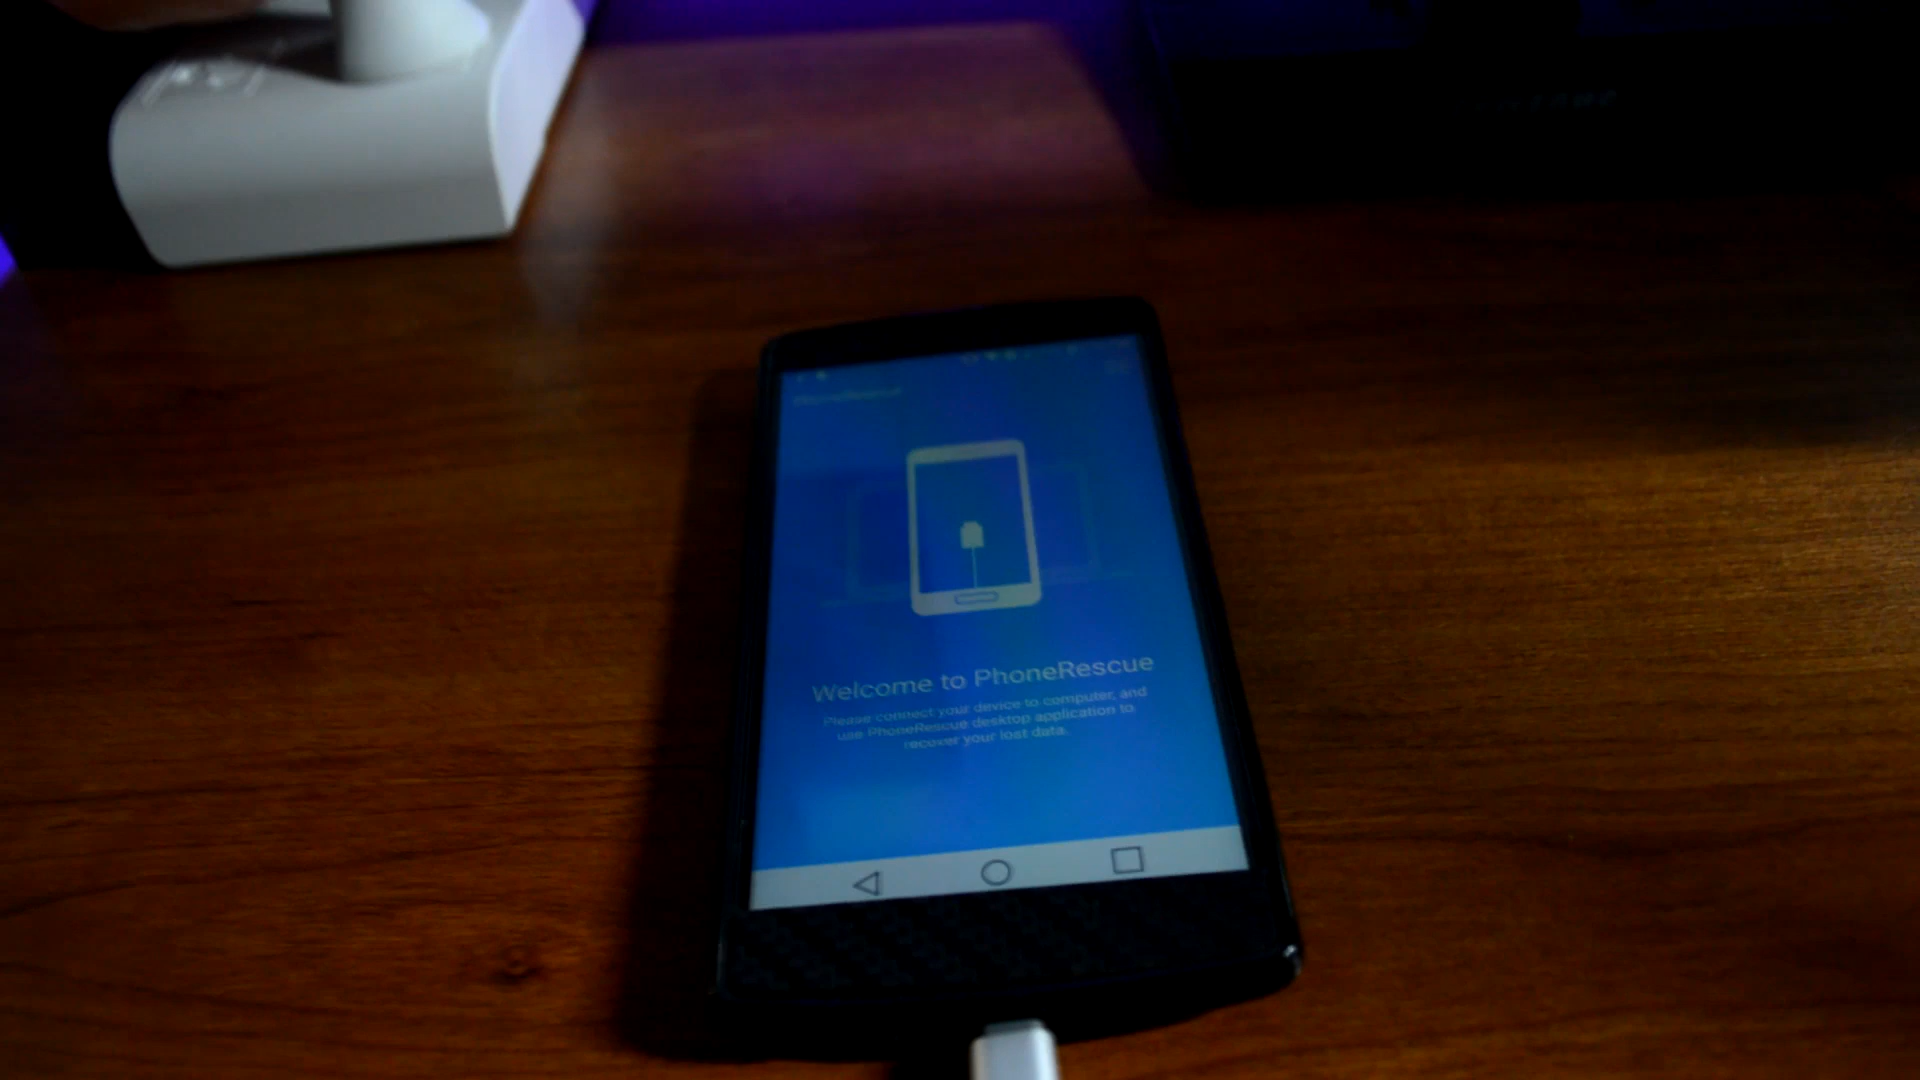 PhoneRescue
Welcome to PhoneRescue
Please connect your device to computer, and
use PhoneRescue desktop application to
recover your lost data.